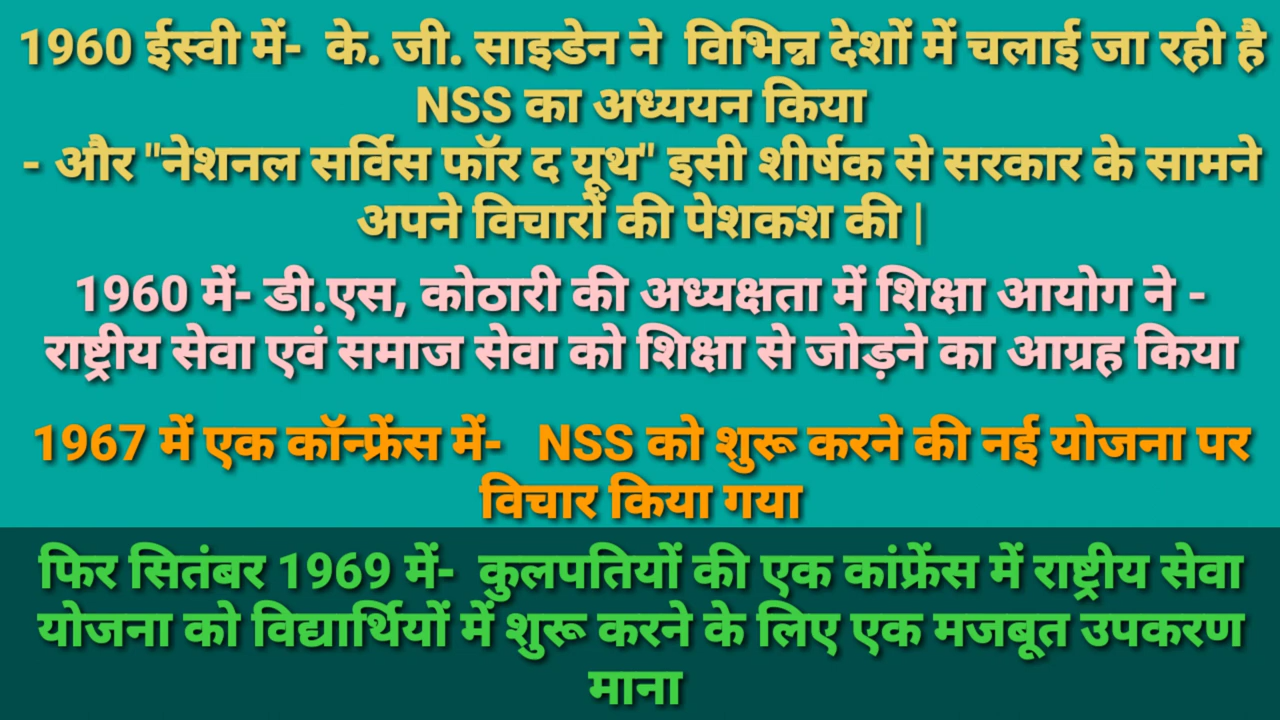 1960 ईस्वी में- के. जी. साइडेन ने विभिन्न देशों में चलाई जा रही है
NSS का अध्ययन किया
- और "नेशनल सर्विस फॉर द यूथ" इसी शीर्षक से सरकार के सामने
अपने विचारों की पेशकश की |
1960 में- डी.एस, कोठारी की अध्यक्षता में शिक्षा आयोग ने -
राष्ट्रीय सेवा एवं समाज सेवा को शिक्षा से जोड़ने का आग्रह किया
1967 में एक कॉन्फ्रेंस में- NSS को शुरू करने की नई योजना पर
विचार किया गया
फिर सितंबर 1969 में- कुलपतियों की एक कांफ्रेंस में राष्ट्रीय सेवा
योजना को विद्यार्थियों में शुरू करने के लिए एक मजबूत उपकरण
माना